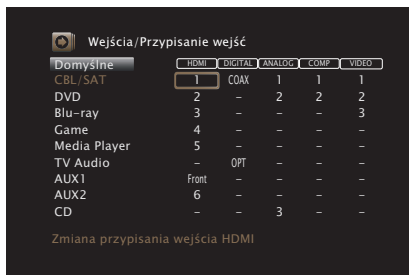 Wejścia/Przypisanie wejść
Domyślne HDMI DIGITAL ANALOG COMP VIDEO
CBL/SAT 1 COAX 1 1 1
DVD 2 – 2 2 2
Blu-ray 3 – – – 3
Game 4 – – – –
Media Player 5 – – – –
TV Audio – OPT – – –
AUX1 Front – – – –
AUX2 6 – – – –
CD – – 3 – –
Zmiana przypisania wejścia HDMI